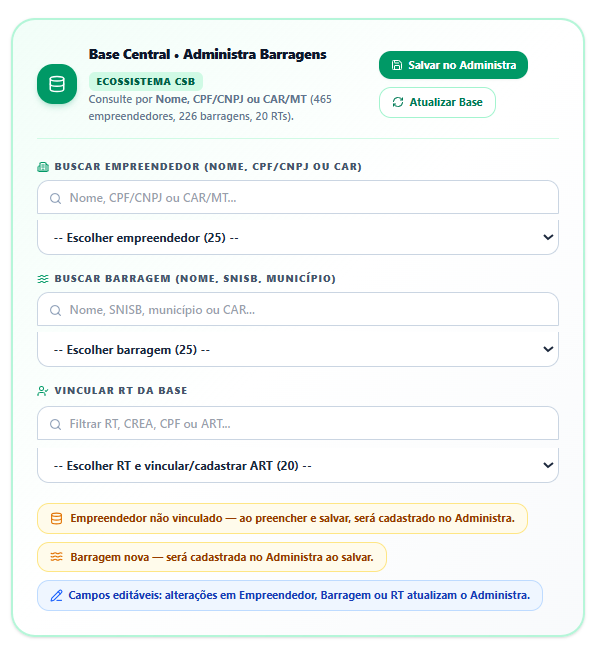 Base Central • Administra Barragens
ECOSSISTEMA CSB
Consulte por Nome, CPF/CNPJ ou CAR/MT (465
empreendedores, 226 barragens, 20 RTs).
Salvar no Administra
Atualizar Base
BUSCAR EMPREENDEDOR (NOME, CPF/CNPJ OU CAR)
Nome, CPF/CNPJ ou CAR/MT...
-- Escolher empreendedor (25) --
BUSCAR BARRAGEM (NOME, SNISB, MUNICÍPIO)
Nome, SNISB, município ou CAR...
-- Escolher barragem (25) --
VINCULAR RT DA BASE
Filtrar RT, CREA, CPF ou ART...
-- Escolher RT e vincular/cadastrar ART (20) --
Empreendedor não vinculado — ao preencher e salvar, será cadastrado no Administra.
Barragem nova — será cadastrada no Administra ao salvar.
Campos editáveis: alterações em Empreendedor, Barragem ou RT atualizam o Administra.